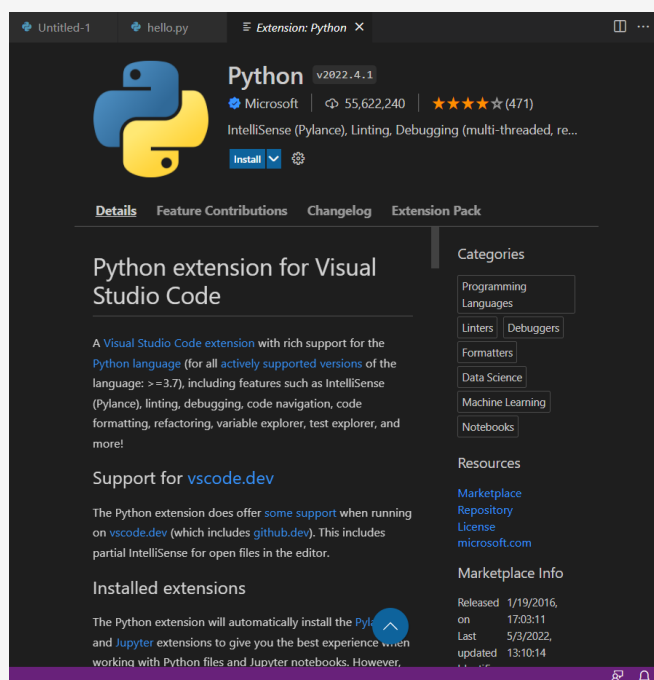 Untitled-1
hello.py
Extension: Python
Python v2022.4.1
Microsoft 55,622,240 (471)
IntelliSense (Pylance), Linting, Debugging (multi-threaded, re...
Install
Details Feature Contributions Changelog Extension Pack
Python extension for Visual
Studio Code
A Visual Studio Code extension with rich support for the
Python language (for all actively supported versions of the
language: >=3.7), including features such as IntelliSense
(Pylance), linting, debugging, code navigation, code
formatting, refactoring, variable explorer, test explorer, and
more!
Support for vscode.dev
The Python extension does offer some support when running
on vscode.dev (which includes github.dev). This includes
partial IntelliSense for open files in the editor.
Installed extensions
The Python extension will automatically install the
and Jupyter extensions to give you the best experience when
working with Python files and Jupyter notebooks. However,
Categories
Programming
Languages
Linters
Debuggers
Formatters
Data Science
Machine Learning
Notebooks
Resources
Marketplace
Repository
License
microsoft.com
Marketplace Info
Released 1/19/2016,
on 17:03:11
Last 5/3/2022,
updated 13:10:14